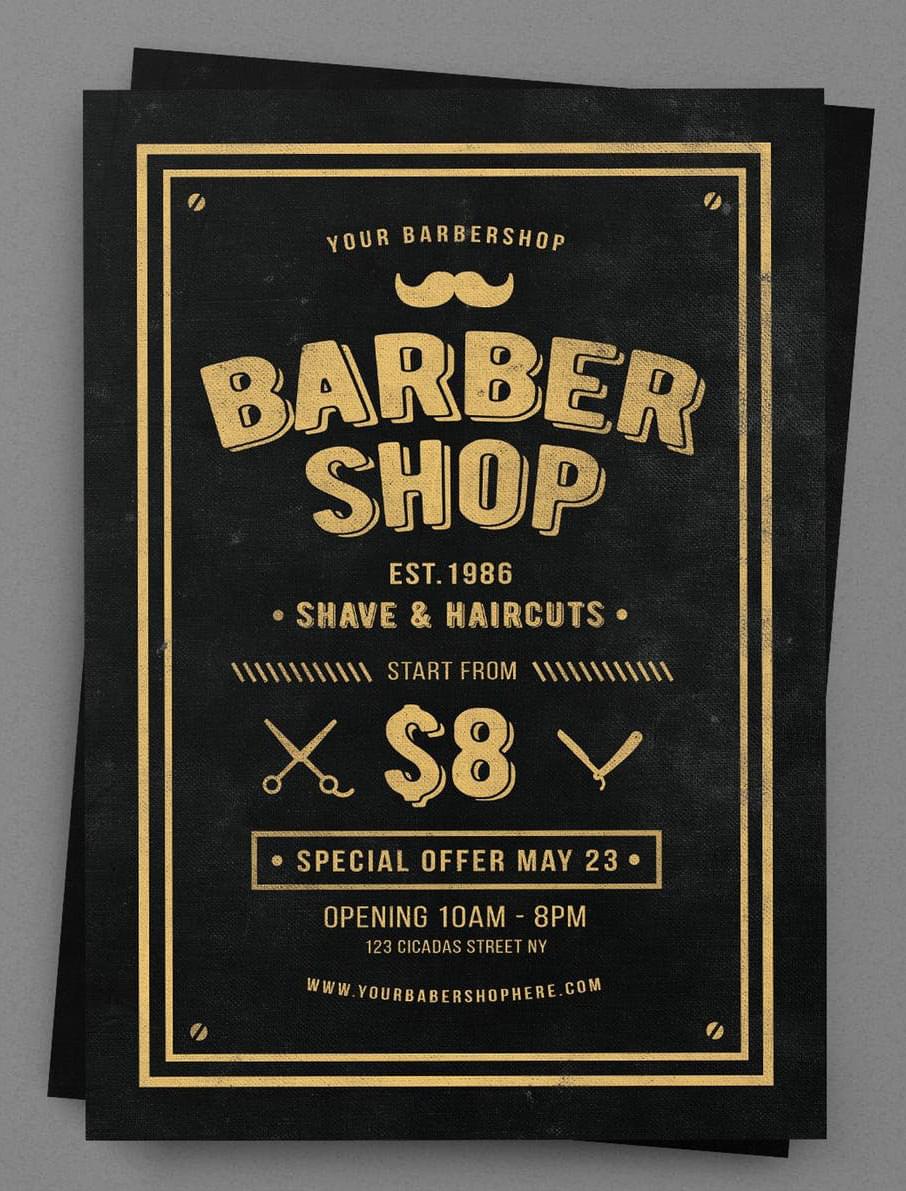 YOUR BARBERSHOP
BARBER
SHOP
EST. 1986
• SHAVE & HAIRCUTS •
START FROM
$8
• SPECIAL OFFER MAY 23 •
OPENING 10AM - 8PM
123 CICADAS STREET NY
WWW.YOURBABERSHOPHERE.COM